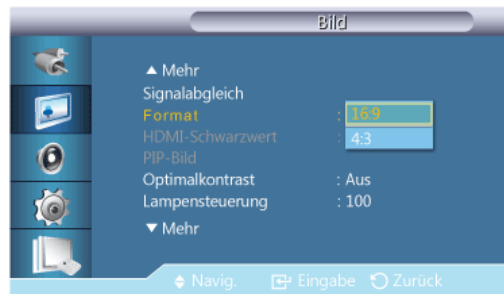 Bild
▲ Mehr
Signalabgleich
Format : 16:9
HDMI-Schwarzwert : 4:3
PIP-Bild
Optimalkontrast : Aus
Lampensteuerung : 100
▼ Mehr
Navig. Eingabe Zurück